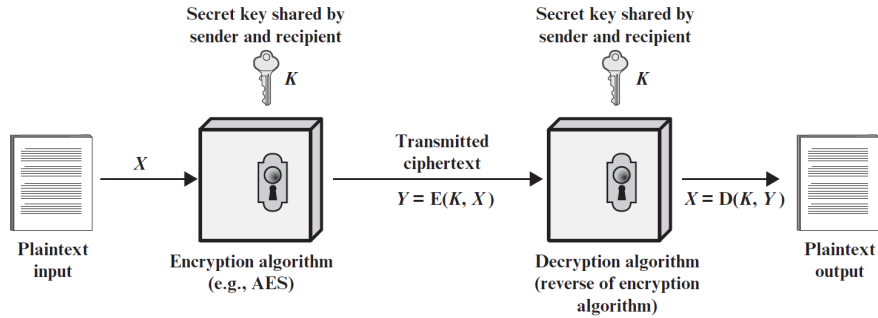 Secret key shared by
sender and recipient
K
Secret key shared by
sender and recipient
K
X
Transmitted
ciphertext
Y = E(K, X)
X = D(K, Y)
Plaintext
input
Encryption algorithm
(e.g., AES)
Decryption algorithm
(reverse of encryption
algorithm)
Plaintext
output